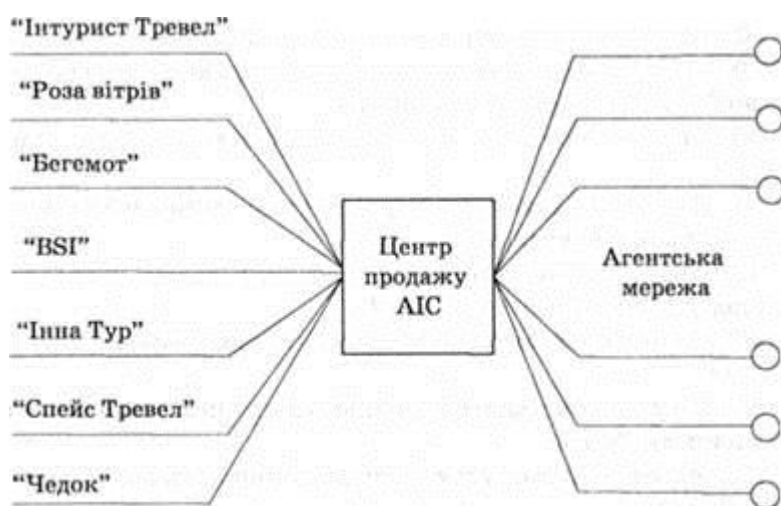 “Інтурист Тревел”
“Роза вітрів”
“Бегемот”
“BSI”
“Інна Тур”
“Спейс Тревел”
“Чедок”
Центр
продажу
АІС
Агентська
мережа